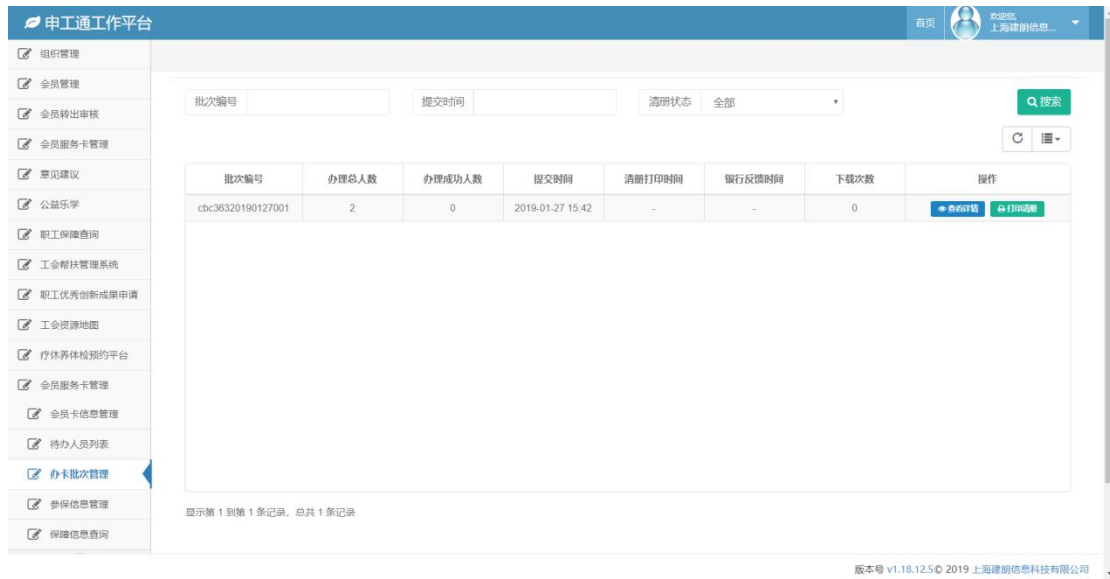 申工通工作平台
首页
欢迎您,
上海建朗信息...
组织管理
会员管理
会员转出审核
会员服务卡管理
意见建议
公益乐学
职工保障查询
工会帮扶管理系统
职工优秀创新成果申请
工会资源地图
疗休养体检预约平台
会员服务卡管理
会员卡信息管理
待办人员列表
办卡批次管理
参保信息管理
保障信息查询
批次编号 提交时间 清册状态 全部 搜索
批次编号 办理总人数 办理成功人数 提交时间 清册打印时间 银行反馈时间 下载次数 操作
cbc36320190127001 2 0 2019-01-27 15:42 - - 0 查看详情 打印清册
显示第 1 到第 1 条记录，总共 1 条记录
版本号 v1.18.12.5© 2019 上海建朗信息科技有限公司